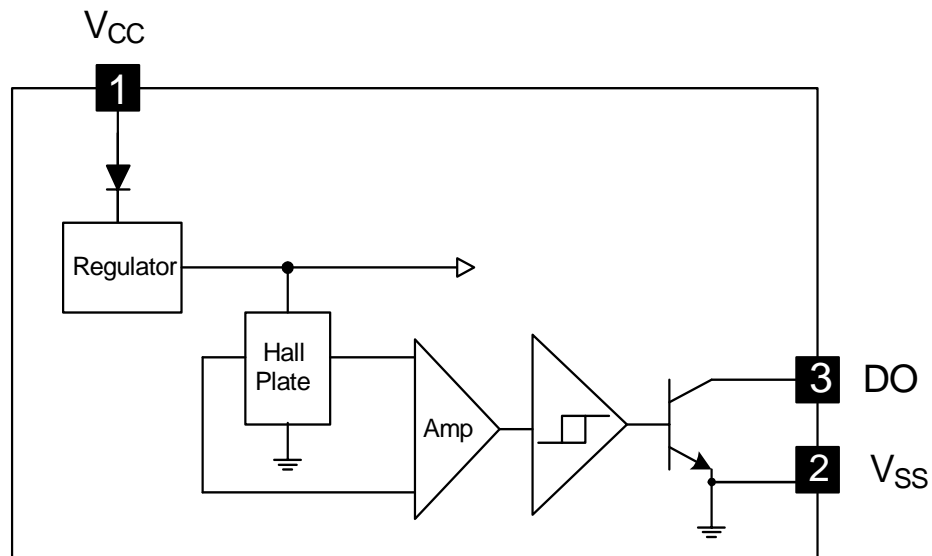 VCC
1
Regulator
Hall
Plate
Amp
3 DO
2 VSS